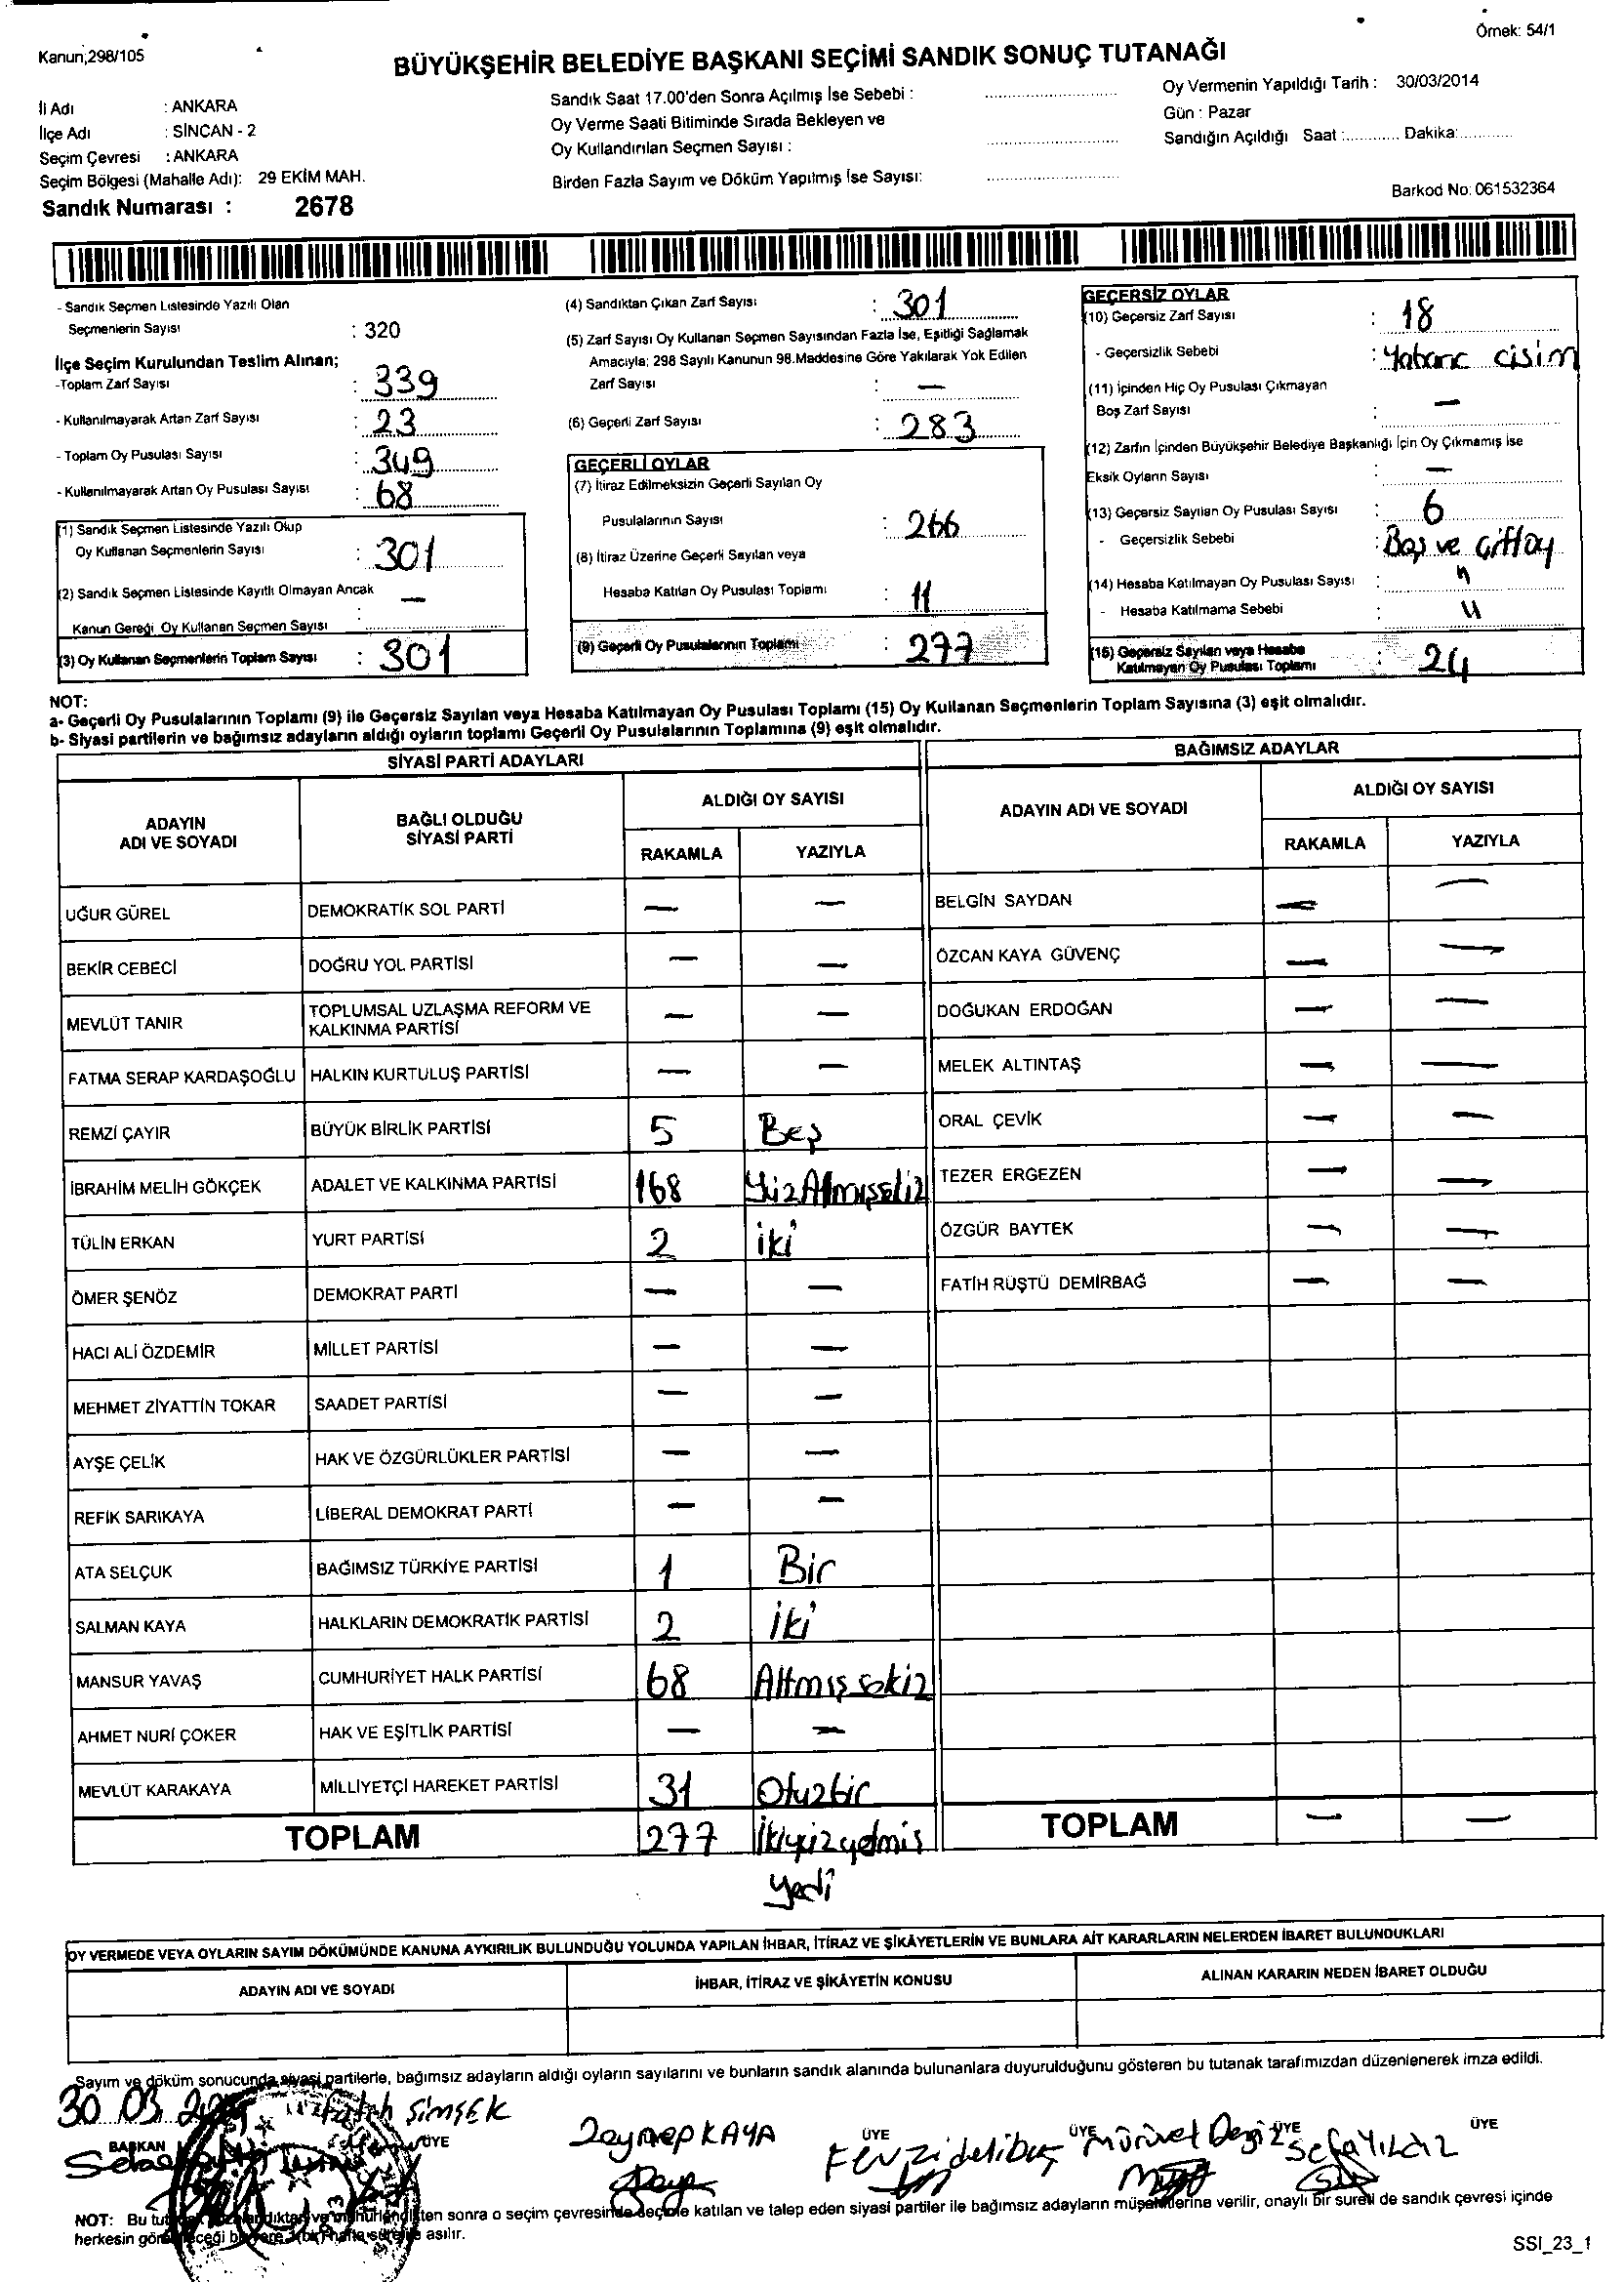 Örnek: 54/1
Kanun;298/105
BÜYÜKŞEHİR BELEDİYE BAŞKANI SEÇİMİ SANDIK SONUÇ TUTANAĞI
İl Adı : ANKARA
İlçe Adı : SİNCAN - 2
Seçim Çevresi : ANKARA
Seçim Bölgesi (Mahalle Adı): 29 EKİM MAH.
Sandık Numarası : 2678
Sandık Saat 17.00'den Sonra Açılmış İse Sebebi :
Oy Verme Saati Bitiminde Sırada Bekleyen ve
Oy Kullandırılan Seçmen Sayısı :
Birden Fazla Sayım ve Döküm Yapılmış İse Sayısı:
Oy Vermenin Yapıldığı Tarih : 30/03/2014
Gün : Pazar
Sandığın Açıldığı Saat :............ Dakika:............
Barkod No: 061532364
- Sandık Seçmen Listesinde Yazılı Olan
Seçmenlerin Sayısı : 320
İlçe Seçim Kurulundan Teslim Alınan;
-Toplam Zarf Sayısı : 339
- Kullanılmayarak Artan Zarf Sayısı : 23
- Toplam Oy Pusulası Sayısı : 349
- Kullanılmayarak Artan Oy Pusulası Sayısı : 68
(1) Sandık Seçmen Listesinde Yazılı Olup
Oy Kullanan Seçmenlerin Sayısı : 301
(2) Sandık Seçmen Listesinde Kayıtlı Olmayan Ancak
Kanun Gereği Oy Kullanan Seçmen Sayısı : —
(3) Oy Kullanan Seçmenlerin Toplam Sayısı : 301
(4) Sandıktan Çıkan Zarf Sayısı : 301
(5) Zarf Sayısı Oy Kullanan Seçmen Sayısından Fazla İse, Eşitliği Sağlamak
Amacıyla; 298 Sayılı Kanunun 98.Maddesine Göre Yakılarak Yok Edilen
Zarf Sayısı : —
(6) Geçerli Zarf Sayısı : 283
GEÇERLİ OYLAR
(7) İtiraz Edilmeksizin Geçerli Sayılan Oy
Pusulalarının Sayısı : 266
(8) İtiraz Üzerine Geçerli Sayılan veya
Hesaba Katılan Oy Pusulası Toplamı : 11
(9) Geçerli Oy Pusulalarının Toplamı : 277
GEÇERSİZ OYLAR
(10) Geçersiz Zarf Sayısı : 18
- Geçersizlik Sebebi : Yabanc cisim
(11) İçinden Hiç Oy Pusulası Çıkmayan
Boş Zarf Sayısı : —
(12) Zarfın İçinden Büyükşehir Belediye Başkanlığı İçin Oy Çıkmamış İse
Eksik Oyların Sayısı : —
(13) Geçersiz Sayılan Oy Pusulası Sayısı : 6
- Geçersizlik Sebebi : Boş ve çift oy
(14) Hesaba Katılmayan Oy Pusulası Sayısı : "
- Hesaba Katılmama Sebebi : "
(15) Geçersiz Sayılan veya Hesaba
Katılmayan Oy Pusulası Toplamı : 24
NOT:
a- Geçerli Oy Pusulalarının Toplamı (9) ile Geçersiz Sayılan veya Hesaba Katılmayan Oy Pusulası Toplamı (15) Oy Kullanan Seçmenlerin Toplam Sayısına (3) eşit olmalıdır.
b- Siyasi partilerin ve bağımsız adayların aldığı oyların toplamı Geçerli Oy Pusulalarının Toplamına (9) eşit olmalıdır.
SİYASİ PARTİ ADAYLARI
ADAYIN ADI VE SOYADI BAĞLI OLDUĞU SİYASİ PARTİ ALDIĞI OY SAYISI
RAKAMLA YAZIYLA
UĞUR GÜREL DEMOKRATİK SOL PARTİ — —
BEKİR CEBECİ DOĞRU YOL PARTİSİ — —
MEVLÜT TANIR TOPLUMSAL UZLAŞMA REFORM VE KALKINMA PARTİSİ — —
FATMA SERAP KARDAŞOĞLU HALKIN KURTULUŞ PARTİSİ — —
REMZİ ÇAYIR BÜYÜK BİRLİK PARTİSİ 5 Beş
İBRAHİM MELİH GÖKÇEK ADALET VE KALKINMA PARTİSİ 168 YüzAtmışseliz
TÜLİN ERKAN YURT PARTİSİ 2 iki
ÖMER ŞENÖZ DEMOKRAT PARTİ — —
HACI ALİ ÖZDEMİR MİLLET PARTİSİ — —
MEHMET ZİYATTİN TOKAR SAADET PARTİSİ — —
AYŞE ÇELİK HAK VE ÖZGÜRLÜKLER PARTİSİ — —
REFİK SARIKAYA LİBERAL DEMOKRAT PARTİ — —
ATA SELÇUK BAĞIMSIZ TÜRKİYE PARTİSİ 1 Bir
SALMAN KAYA HALKLARIN DEMOKRATİK PARTİSİ 2 iki
MANSUR YAVAŞ CUMHURİYET HALK PARTİSİ 68 Altmış sekiz
AHMET NURİ ÇOKER HAK VE EŞİTLİK PARTİSİ — —
MEVLÜT KARAKAYA MİLLİYETÇİ HAREKET PARTİSİ 31 Otuzbir
TOPLAM 277 İkiyüzyetmiş
yedi
BAĞIMSIZ ADAYLAR
ADAYIN ADI VE SOYADI ALDIĞI OY SAYISI
RAKAMLA YAZIYLA
BELGİN SAYDAN — —
ÖZCAN KAYA GÜVENÇ — —
DOĞUKAN ERDOĞAN — —
MELEK ALTINTAŞ — —
ORAL ÇEVİK — —
TEZER ERGEZEN — —
ÖZGÜR BAYTEK — —
FATİH RÜŞTÜ DEMİRBAĞ — —
TOPLAM — —
OY VERMEDE VEYA OYLARIN SAYIM DÖKÜMÜNDE KANUNA AYKIRILIK BULUNDUĞU YOLUNDA YAPILAN İHBAR, İTİRAZ VE ŞİKÂYETLERİN VE BUNLARA AİT KARARLARIN NELERDEN İBARET BULUNDUKLARI
ADAYIN ADI VE SOYADI İHBAR, İTİRAZ VE ŞİKÂYETİN KONUSU ALINAN KARARIN NEDEN İBARET OLDUĞU
Sayım ve döküm sonucunda siyasi partilerle, bağımsız adayların aldığı oyların sayılarını ve bunların sandık alanında bulunanlara duyurulduğunu gösteren bu tutanak tarafımızdan düzenlenerek imza edildi.
30 03
Fatih ŞİMŞEK Zeynep KAYA Fevzi delibaş Mürüvet Deniz Sefa YILDIZ
BAŞKAN ÜYE ÜYE ÜYE ÜYE ÜYE
NOT: Bu ve mühürlendikten sonra o seçim çevresinde seçime katılan ve talep eden siyasi partiler ile bağımsız adayların müşahitlerine verilir, onaylı bir sureti de sandık çevresi içinde
herkesin göreceği bir yere 1(bir) hafta süreyle asılır.
SSI_23_1